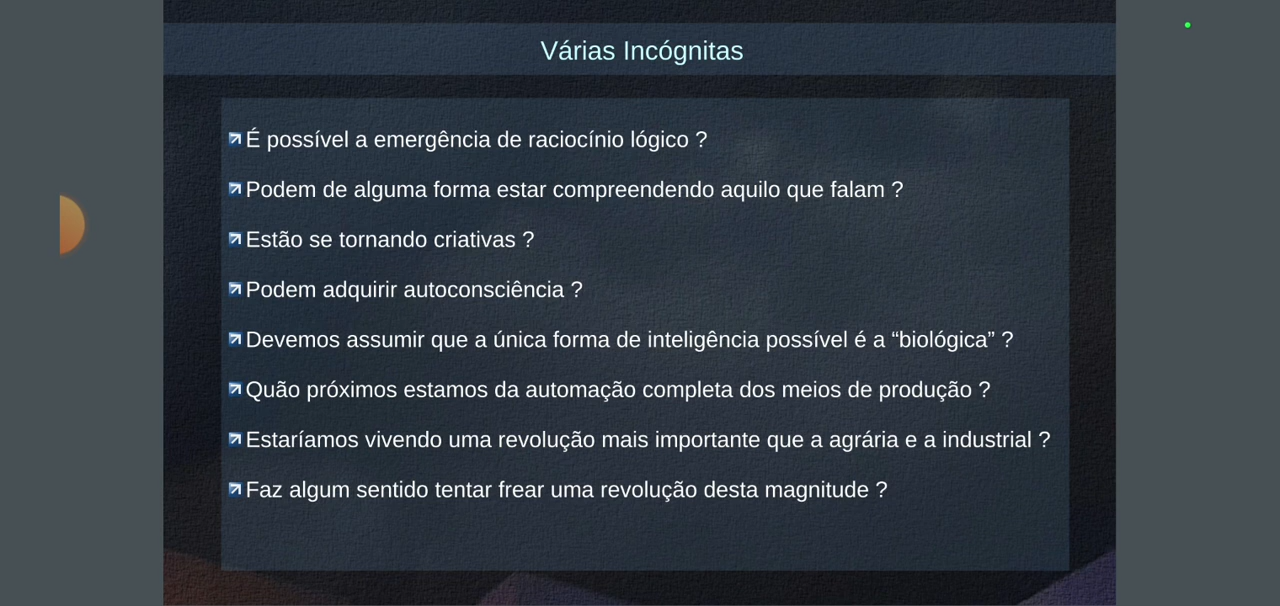 Várias Incógnitas
É possível a emergência de raciocínio lógico ?
Podem de alguma forma estar compreendendo aquilo que falam ?
Estão se tornando criativas ?
Podem adquirir autoconsciência ?
Devemos assumir que a única forma de inteligência possível é a “biológica” ?
Quão próximos estamos da automação completa dos meios de produção ?
Estaríamos vivendo uma revolução mais importante que a agrária e a industrial ?
Faz algum sentido tentar frear uma revolução desta magnitude ?